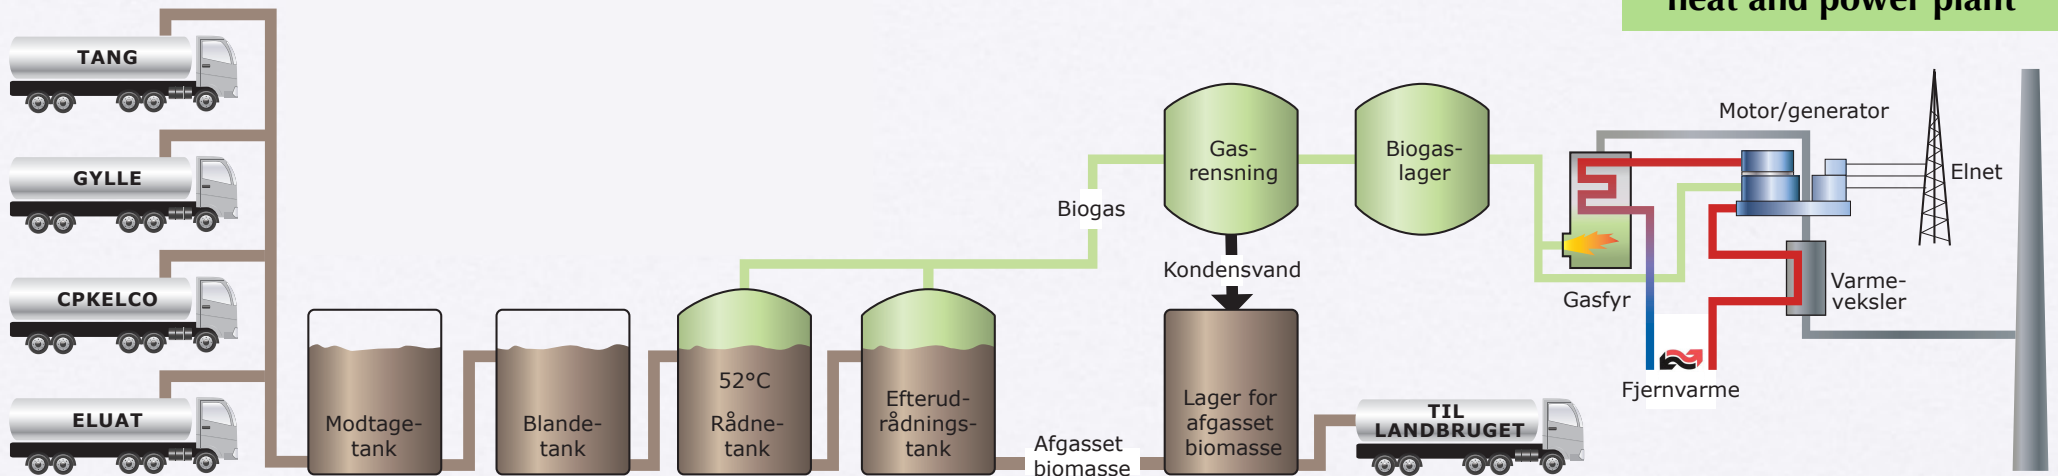 heat and power plant
TANG
GYLLE
CPKELCO
ELUAT
Modtage-
tank
Blande-
tank
52°C
Rådne-
tank
Efterud-
rådnings-
tank
Afgasset
biomasse
Biogas
Gas-
rensning
Kondensvand
Lager for
afgasset
biomasse
TIL
LANDBRUGET
Biogas-
lager
Gasfyr
Motor/generator
Elnet
Varme-
veksler
Fjernvarme